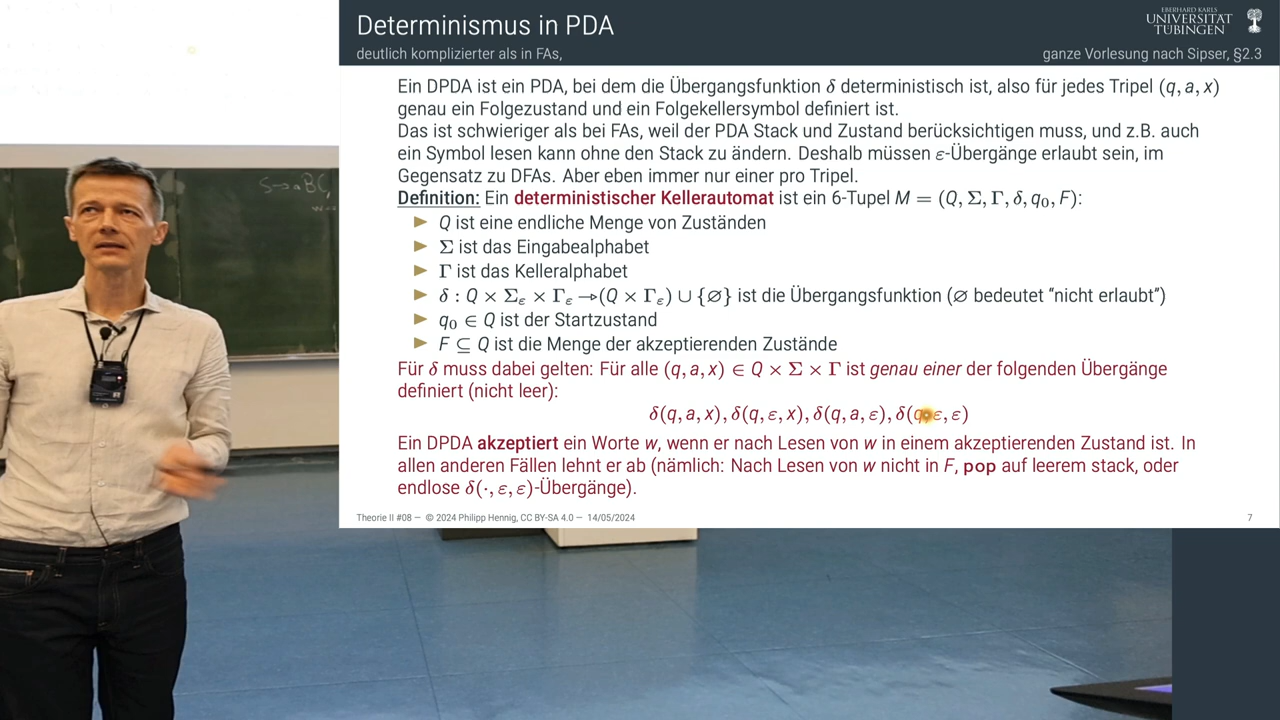 Determinismus in PDA
deutlich komplizierter als in FAs,
EBERHARD KARLS
UNIVERSITÄT
TÜBINGEN
ganze Vorlesung nach Sipser, §2.3
Ein DPDA ist ein PDA, bei dem die Übergangsfunktion δ deterministisch ist, also für jedes Tripel (q, a, x)
genau ein Folgezustand und ein Folgekellersymbol definiert ist.
Das ist schwieriger als bei FAs, weil der PDA Stack und Zustand berücksichtigen muss, und z.B. auch
ein Symbol lesen kann ohne den Stack zu ändern. Deshalb müssen ε-Übergänge erlaubt sein, im
Gegensatz zu DFAs. Aber eben immer nur einer pro Tripel.
Definition: Ein deterministischer Kellerautomat ist ein 6-Tupel M = (Q, Σ, Γ, δ, q₀, F):
► Q ist eine endliche Menge von Zuständen
► Σ ist das Eingabealphabet
► Γ ist das Kelleralphabet
► δ : Q × Σε × Γε → (Q × Γε) ∪ {∅} ist die Übergangsfunktion (∅ bedeutet "nicht erlaubt")
► q₀ ∈ Q ist der Startzustand
► F ⊆ Q ist die Menge der akzeptierenden Zustände
Für δ muss dabei gelten: Für alle (q, a, x) ∈ Q × Σ × Γ ist genau einer der folgenden Übergänge
definiert (nicht leer):
δ(q, a, x), δ(q, ε, x), δ(q, a, ε), δ(q, ε, ε)
Ein DPDA akzeptiert ein Worte w, wenn er nach Lesen von w in einem akzeptierenden Zustand ist. In
allen anderen Fällen lehnt er ab (nämlich: Nach Lesen von w nicht in F, pop auf leerem stack, oder
endlose δ(·, ε, ε)-Übergänge).
Theorie II #08 — © 2024 Philipp Hennig, CC BY-SA 4.0 — 14/05/2024
7
S→aBC,